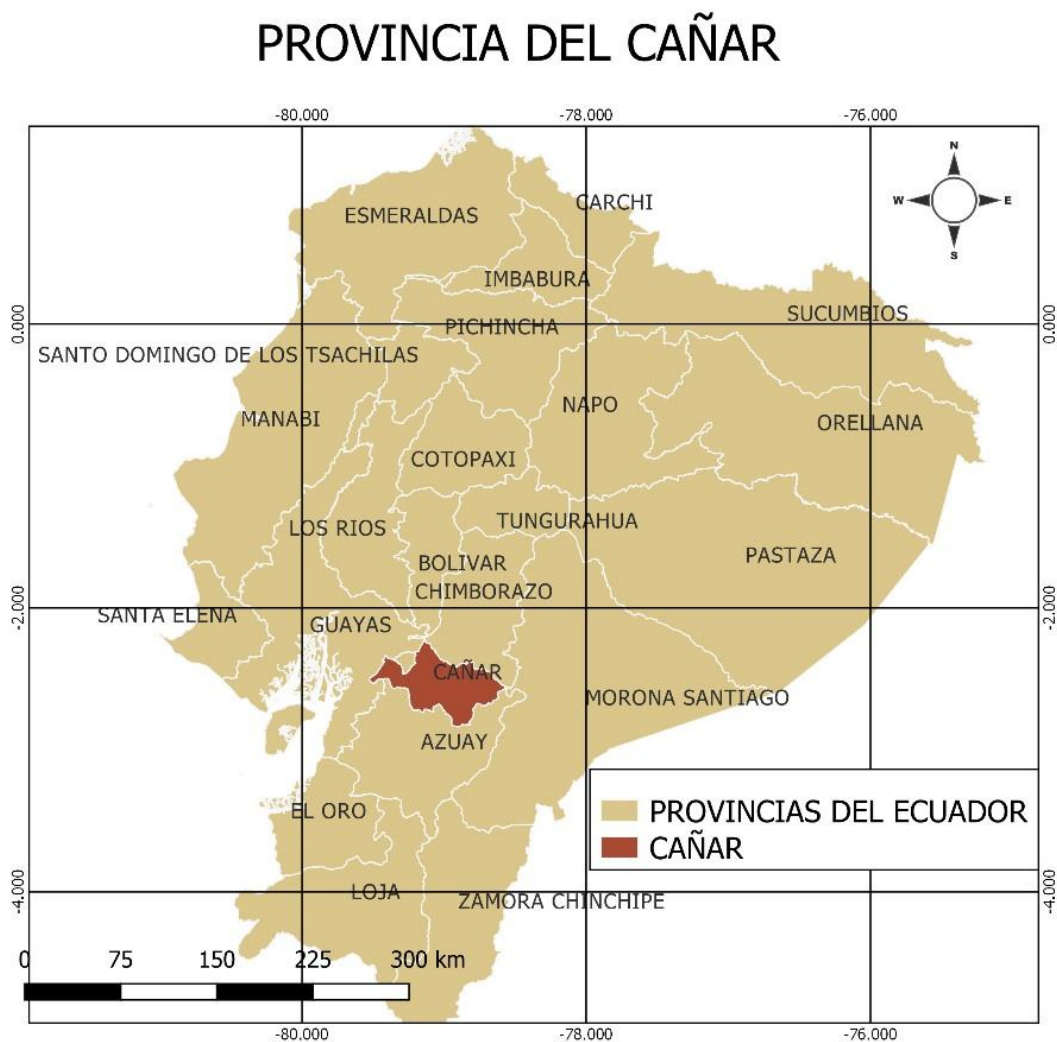 PROVINCIA DEL CAÑAR
-80.000 -78.000 -76.000
N
W E
S
CARCHI
ESMERALDAS
IMBABURA
SUCUMBIOS
PICHINCHA
0.000 0.000
SANTO DOMINGO DE LOS TSACHILAS
NAPO
MANABI
ORELLANA
COTOPAXI
TUNGURAHUA
LOS RIOS
PASTAZA
BOLIVAR
CHIMBORAZO
-2.000 -2.000
SANTA ELENA
GUAYAS
CAÑAR
MORONA SANTIAGO
AZUAY
PROVINCIAS DEL ECUADOR
EL ORO
CAÑAR
-4.000 -4.000
LOJA
ZAMORA CHINCHIPE
0 75 150 225 300 km
-80.000 -78.000 -76.000